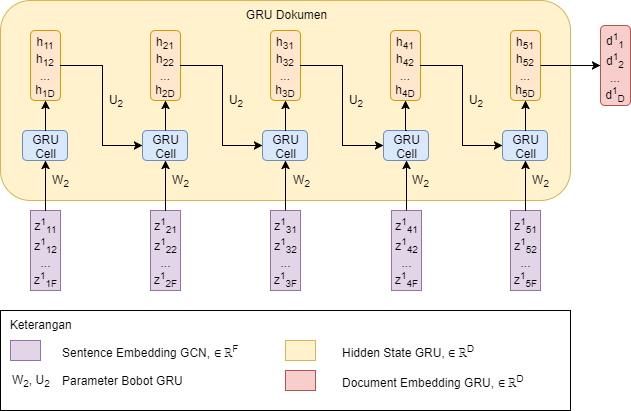 GRU Dokumen
h₁₁ h₂₁ h₃₁ h₄₁ h₅₁ d¹₁
h₁₂ h₂₂ h₃₂ h₄₂ h₅₂ d¹₂
... ... ... ... ... ...
h₁D h₂D h₃D h₄D h₅D d¹D
U₂ U₂ U₂ U₂
GRU Cell GRU Cell GRU Cell GRU Cell GRU Cell
W₂ W₂ W₂ W₂ W₂
z¹₁₁ z¹₂₁ z¹₃₁ z¹₄₁ z¹₅₁
z¹₁₂ z¹₂₂ z¹₃₂ z¹₄₂ z¹₅₂
... ... ... ... ...
z¹₁F z¹₂F z¹₃F z¹₄F z¹₅F
Keterangan
Sentence Embedding GCN, ∈ ℝ^F Hidden State GRU, ∈ ℝ^D
W₂, U₂ Parameter Bobot GRU Document Embedding GRU, ∈ ℝ^D